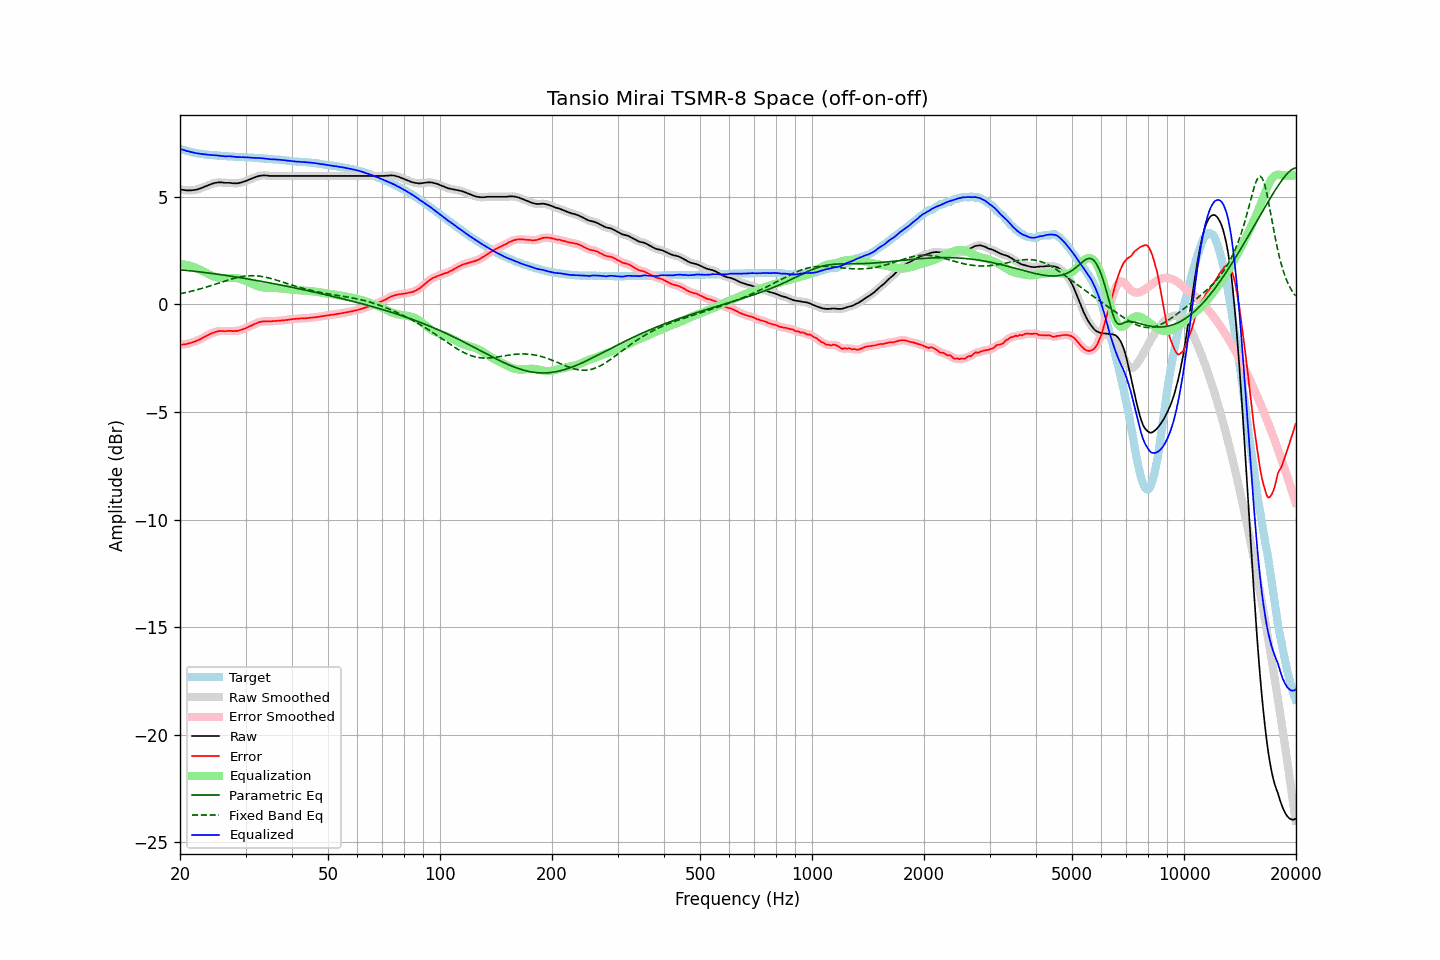 Tansio Mirai TSMR-8 Space (off-on-off)
5
0
−5
−10
−15
−20
−25
Amplitude (dBr)
Target
Raw Smoothed
Error Smoothed
Raw
Error
Equalization
Parametric Eq
Fixed Band Eq
Equalized
20 50 100 200 500 1000 2000 5000 10000 20000
Frequency (Hz)